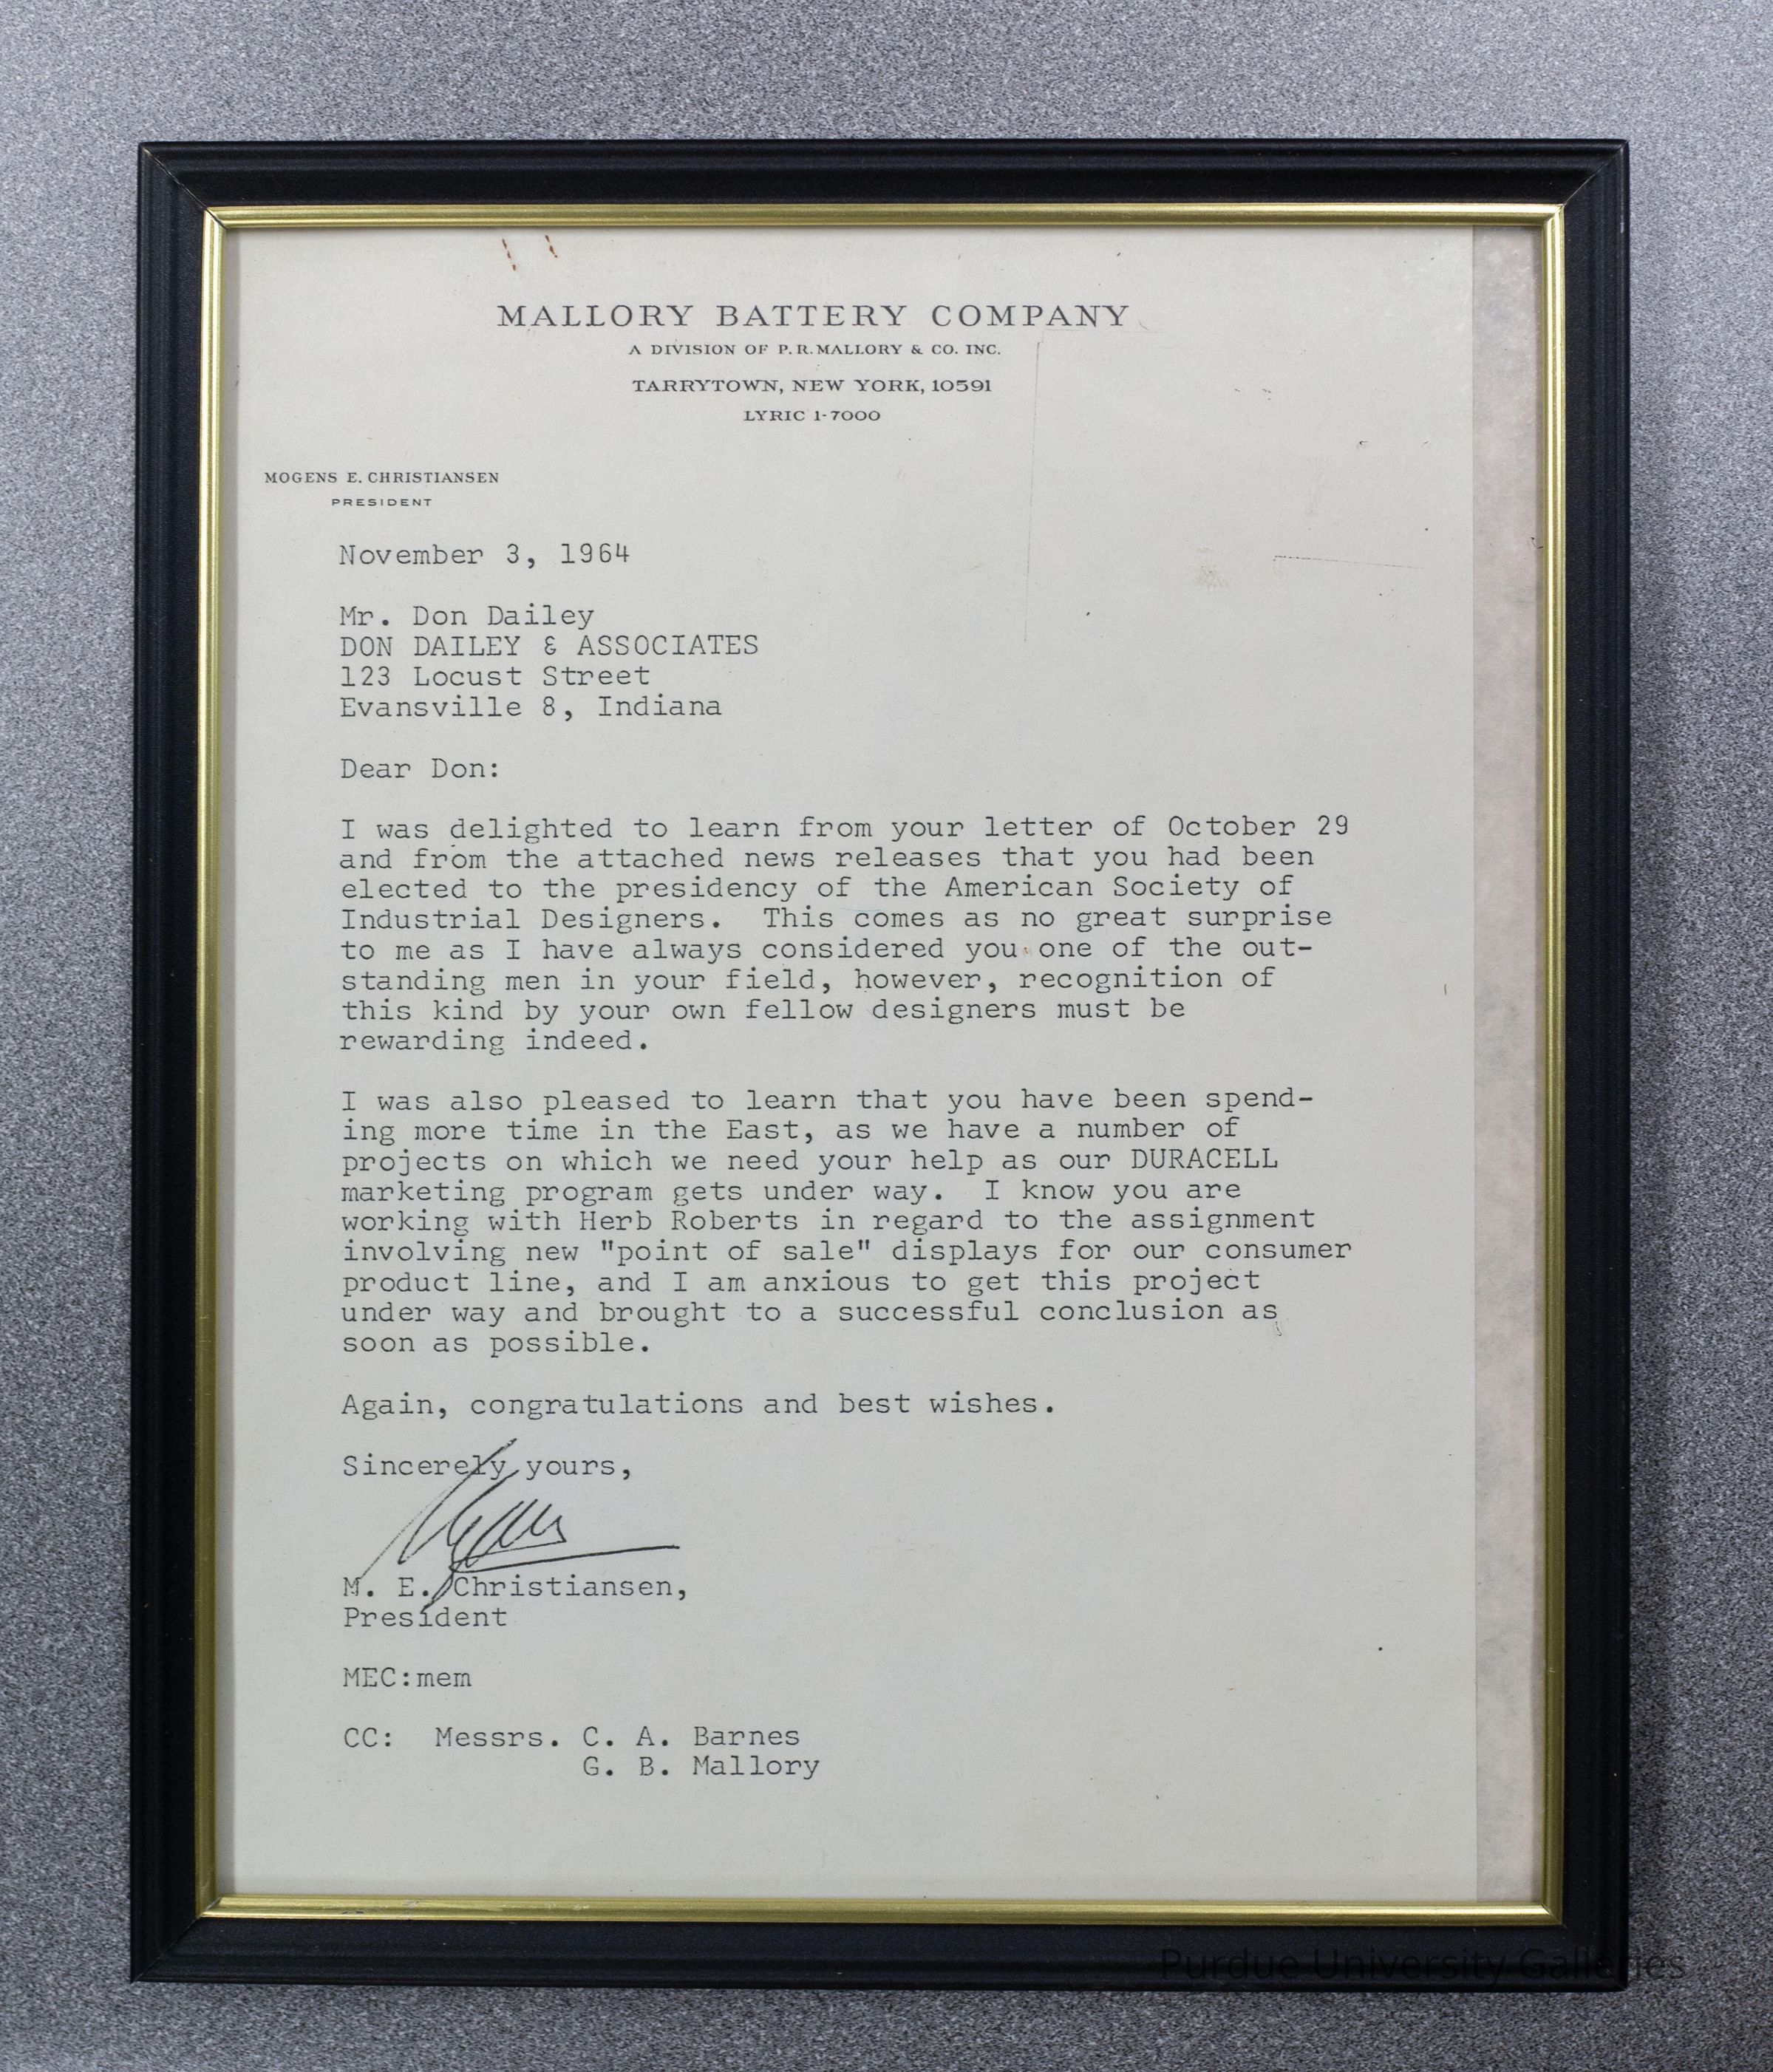 MALLORY BATTERY COMPANY
A DIVISION OF P. R. MALLORY & CO. INC.
TARRYTOWN, NEW YORK, 10591
LYRIC 1-7000
MOGENS E. CHRISTIANSEN
PRESIDENT
November 3, 1964
Mr. Don Dailey
DON DAILEY & ASSOCIATES
123 Locust Street
Evansville 8, Indiana
Dear Don:
I was delighted to learn from your letter of October 29
and from the attached news releases that you had been
elected to the presidency of the American Society of
Industrial Designers.  This comes as no great surprise
to me as I have always considered you one of the out-
standing men in your field, however, recognition of
this kind by your own fellow designers must be
rewarding indeed.
I was also pleased to learn that you have been spend-
ing more time in the East, as we have a number of
projects on which we need your help as our DURACELL
marketing program gets under way.  I know you are
working with Herb Roberts in regard to the assignment
involving new "point of sale" displays for our consumer
product line, and I am anxious to get this project
under way and brought to a successful conclusion as
soon as possible.
Again, congratulations and best wishes.
Sincerely yours,
M. E. Christiansen,
President
MEC:mem
CC:  Messrs. C. A. Barnes
G. B. Mallory
Purdue University Galleries